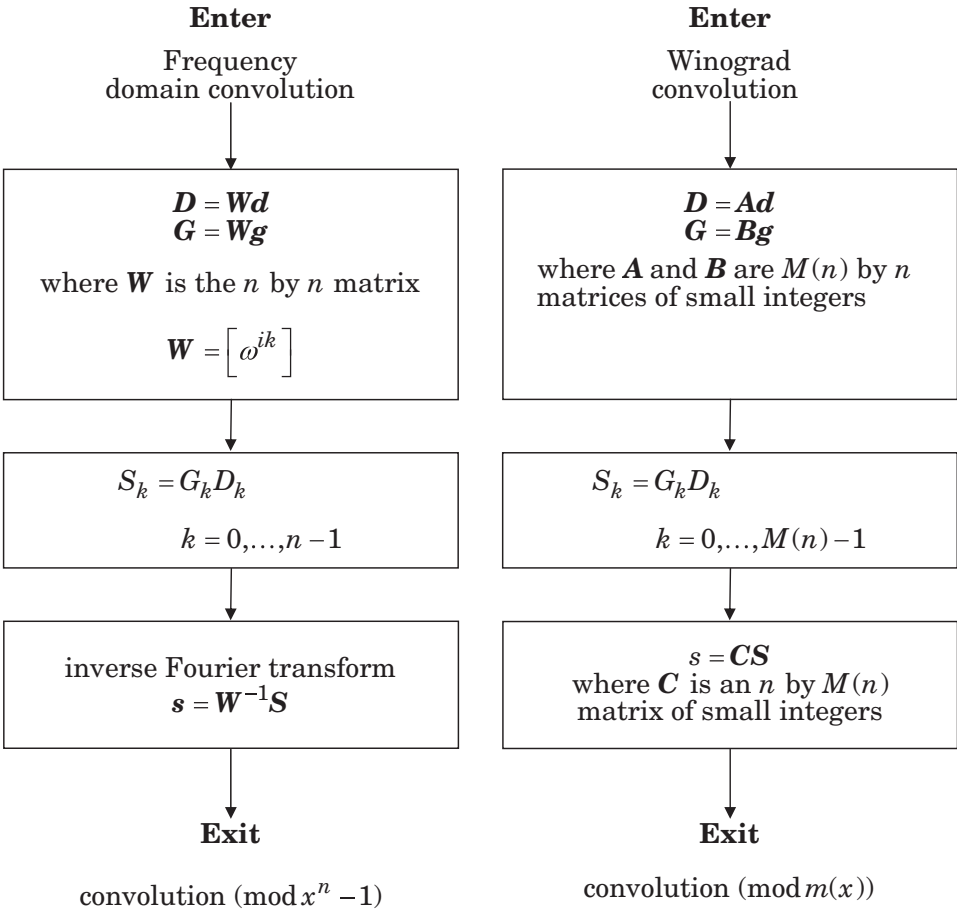 Enter
Frequency
domain convolution
D = Wd
G = Wg
where W is the n by n matrix
W = [ω^{ik}]
S_k = G_k D_k
k = 0,…,n − 1
inverse Fourier transform
s = W^{−1}S
Exit
convolution (mod x^n − 1)
Enter
Winograd
convolution
D = Ad
G = Bg
where A and B are M(n) by n
matrices of small integers
S_k = G_k D_k
k = 0,…,M(n) − 1
s = CS
where C is an n by M(n)
matrix of small integers
Exit
convolution (mod m(x))